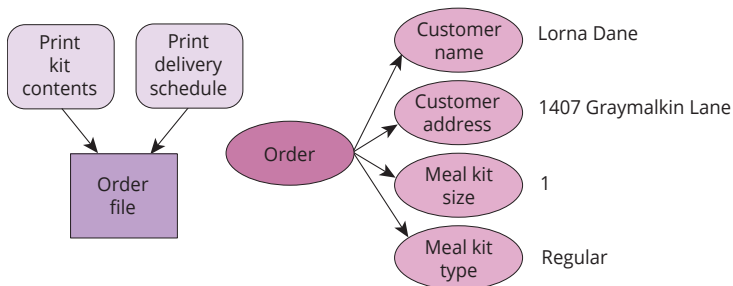 Print
kit
contents
Print
delivery
schedule
Order
file
Order
Customer
name
Lorna Dane
Customer
address
1407 Graymalkin Lane
Meal kit
size
1
Meal kit
type
Regular